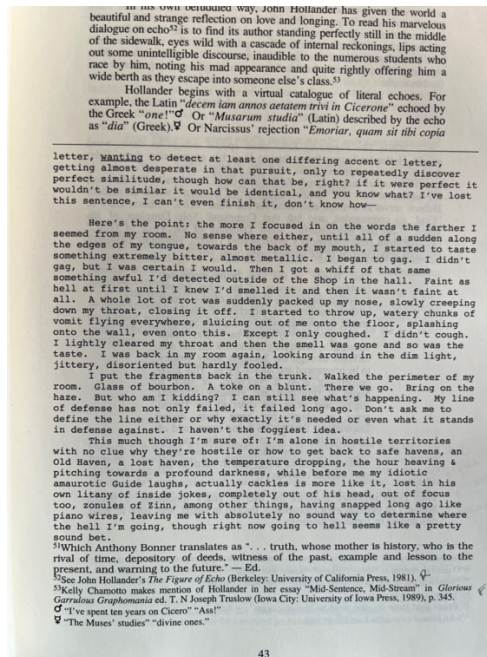 In his own befuddled way, John Hollander has given the world a
beautiful and strange reflection on love and longing. To read his marvelous
dialogue on echo⁵² is to find its author standing perfectly still in the middle
of the sidewalk, eyes wild with a cascade of internal reckonings, lips acting
out some unintelligible discourse, inaudible to the numerous students who
race by him, noting his mad appearance and quite rightly offering him a
wide berth as they escape into someone else's class.⁵³
Hollander begins with a virtual catalogue of literal echoes. For
example, the Latin "decem iam annos aetatem trivi in Cicerone" echoed by
the Greek "one!"♂ Or "Musarum studia" (Latin) described by the echo
as "dia" (Greek).☿ Or Narcissus' rejection "Emoriar, quam sit tibi copia
letter, wanting to detect at least one differing accent or letter,
getting almost desperate in that pursuit, only to repeatedly discover
perfect similitude, though how can that be, right? if it were perfect it
wouldn't be similar it would be identical, and you know what? I've lost
this sentence, I can't even finish it, don't know how—
Here's the point: the more I focused in on the words the farther I
seemed from my room. No sense where either, until all of a sudden along
the edges of my tongue, towards the back of my mouth, I started to taste
something extremely bitter, almost metallic. I began to gag. I didn't
gag, but I was certain I would. Then I got a whiff of that same
something awful I'd detected outside of the Shop in the hall. Faint as
hell at first until I knew I'd smelled it and then it wasn't faint at
all. A whole lot of rot was suddenly packed up my nose, slowly creeping
down my throat, closing it off. I started to throw up, watery chunks of
vomit flying everywhere, sluicing out of me onto the floor, splashing
onto the wall, even onto this. Except I only coughed. I didn't cough.
I lightly cleared my throat and then the smell was gone and so was the
taste. I was back in my room again, looking around in the dim light,
jittery, disoriented but hardly fooled.
I put the fragments back in the trunk. Walked the perimeter of my
room. Glass of bourbon. A toke on a blunt. There we go. Bring on the
haze. But who am I kidding? I can still see what's happening. My line
of defense has not only failed, it failed long ago. Don't ask me to
define the line either or why exactly it's needed or even what it stands
in defense against. I haven't the foggiest idea.
This much though I'm sure of: I'm alone in hostile territories
with no clue why they're hostile or how to get back to safe havens, an
Old Haven, a lost haven, the temperature dropping, the hour heaving &
pitching towards a profound darkness, while before me my idiotic
amaurotic Guide laughs, actually cackles is more like it, lost in his
own litany of inside jokes, completely out of his head, out of focus
too, zonules of Zinn, among other things, having snapped long ago like
piano wires, leaving me with absolutely no sound way to determine where
the hell I'm going, though right now going to hell seems like a pretty
sound bet.
⁵¹Which Anthony Bonner translates as ". . . truth, whose mother is history, who is the
rival of time, depository of deeds, witness of the past, example and lesson to the
present, and warning to the future." — Ed.
⁵²See John Hollander's The Figure of Echo (Berkeley: University of California Press, 1981).
⁵³Kelly Chamotto makes mention of Hollander in her essay "Mid-Sentence, Mid-Stream" in Glorious
Garrulous Graphomania ed. T. N Joseph Truslow (Iowa City: University of Iowa Press, 1989), p. 345.
♂ "I've spent ten years on Cicero" "Ass!"
☿ "The Muses' studies" "divine ones."
43